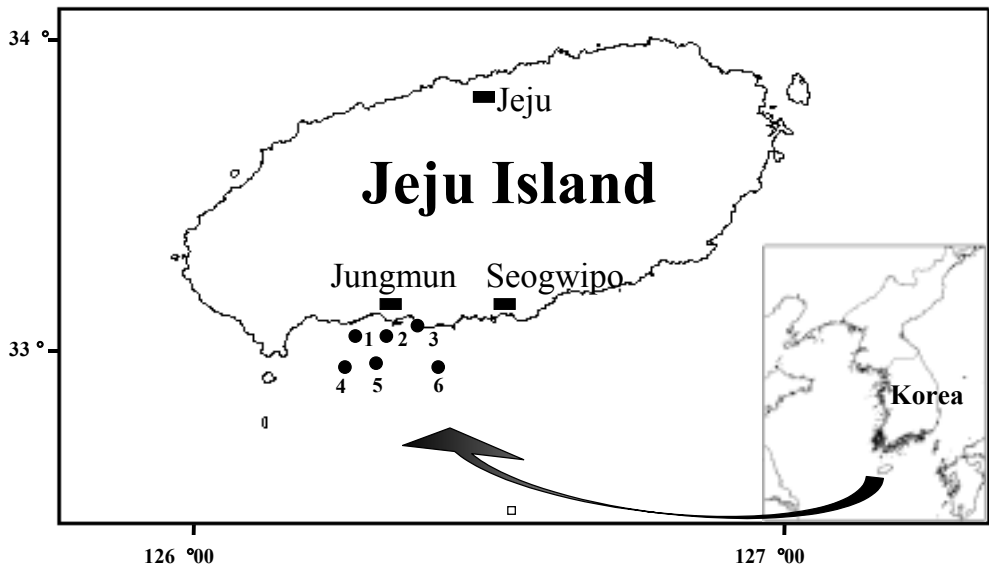 34 °
Jeju
Jeju Island
Jungmun Seogwipo
1 2 3
33 °
4 5 6
Korea
126 °00 127 °00